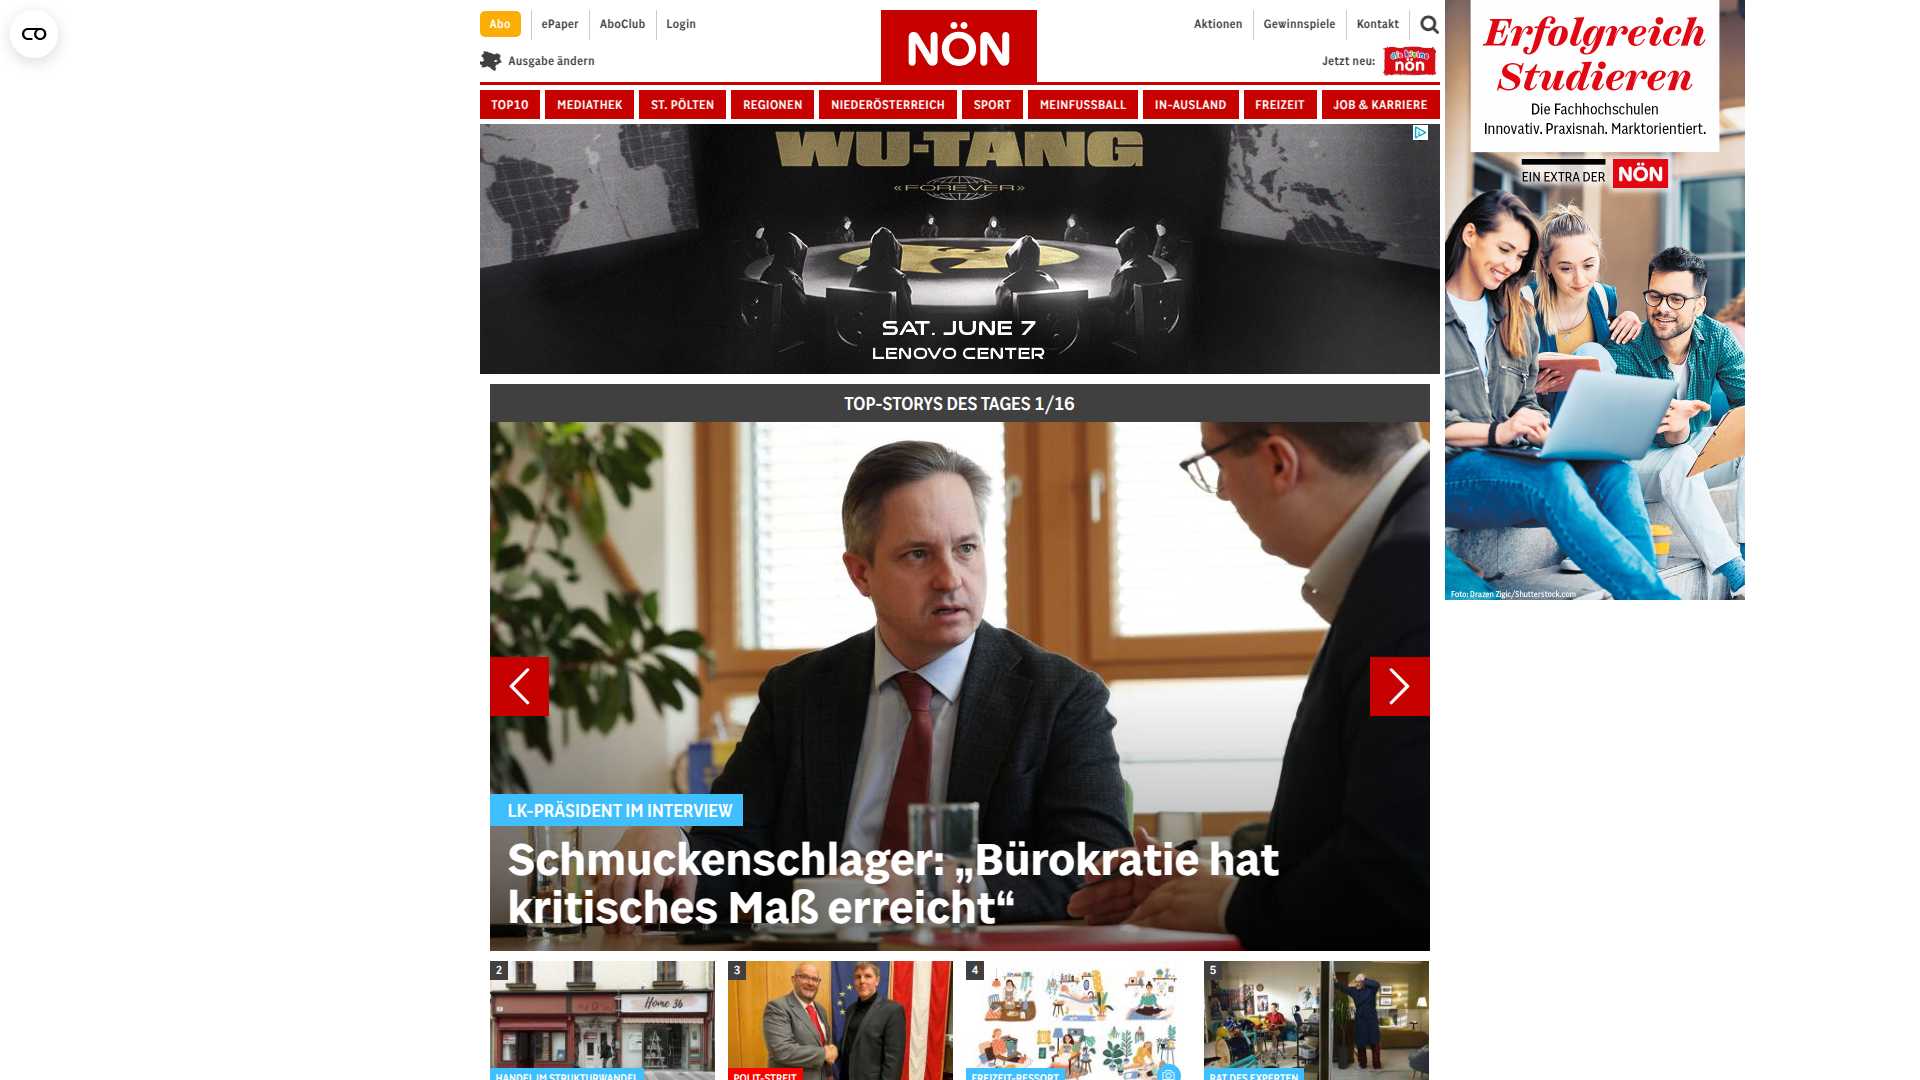 Abo
ePaper
AboClub
Login
NÖN
Aktionen
Gewinnspiele
Kontakt
Ausgabe ändern
Jetzt neu:
die kleine
nön
TOP10
MEDIATHEK
ST. PÖLTEN
REGIONEN
NIEDERÖSTERREICH
SPORT
MEINFUSSBALL
IN-AUSLAND
FREIZEIT
JOB & KARRIERE
WU-TANG
«FOREVER»
SAT. JUNE 7
LENOVO CENTER
Erfolgreich
Studieren
Die Fachhochschulen
Innovativ. Praxisnah. Marktorientiert.
EIN EXTRA DER NÖN
Foto: Drazen Zigic/Shutterstock.com
TOP-STORYS DES TAGES 1/16
LK-PRÄSIDENT IM INTERVIEW
Schmuckenschlager: „Bürokratie hat
kritisches Maß erreicht“
2
Home 36
HANDEL IM STRUKTURWANDEL
3
POLIT-STREIT
4
FREIZEIT-RESSORT
5
RAT DES EXPERTEN